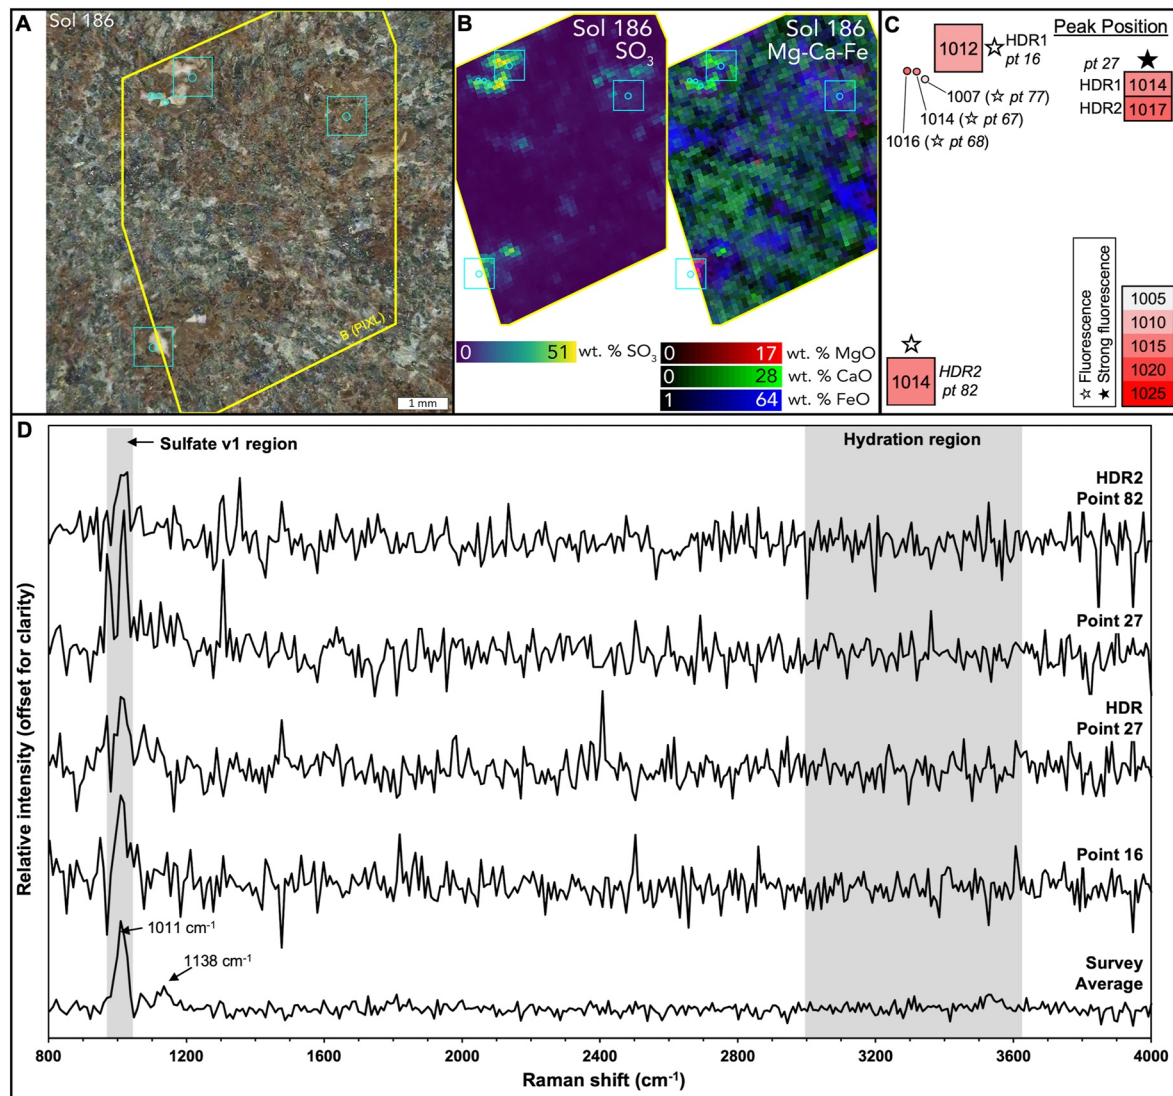 A
Sol 186
B (PIXL)
1 mm
B
Sol 186
SO3
Sol 186
Mg-Ca-Fe
0 51 wt. % SO3
0 17 wt. % MgO
0 28 wt. % CaO
1 64 wt. % FeO
C
Peak Position
1012 ☆ HDR1
pt 16
pt 27 ★
HDR1 1014
HDR2 1017
1007 (☆ pt 77)
1014 (☆ pt 67)
1016 (☆ pt 68)
☆
1014 HDR2
pt 82
☆ Fluorescence
★ Strong fluorescence
1005
1010
1015
1020
1025
D
Sulfate v1 region
Hydration region
HDR2
Point 82
Point 27
HDR
Point 27
Point 16
1011 cm-1
1138 cm-1
Survey
Average
Relative intensity (offset for clarity)
800 1200 1600 2000 2400 2800 3200 3600 4000
Raman shift (cm-1)